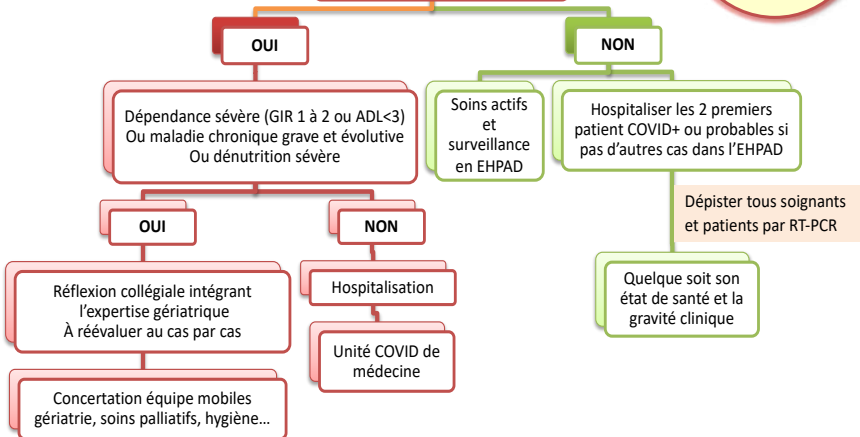 OUI
NON
Dépendance sévère (GIR 1 à 2 ou ADL<3)
Ou maladie chronique grave et évolutive
Ou dénutrition sévère
Soins actifs
et
surveillance
en EHPAD
Hospitaliser les 2 premiers
patient COVID+ ou probables si
pas d'autres cas dans l'EHPAD
Dépister tous soignants
et patients par RT-PCR
OUI
NON
Réflexion collégiale intégrant
l'expertise gériatrique
À réévaluer au cas par cas
Hospitalisation
Quelque soit son
état de santé et la
gravité clinique
Unité COVID de
médecine
Concertation équipe mobiles
gériatrie, soins palliatifs, hygiène…